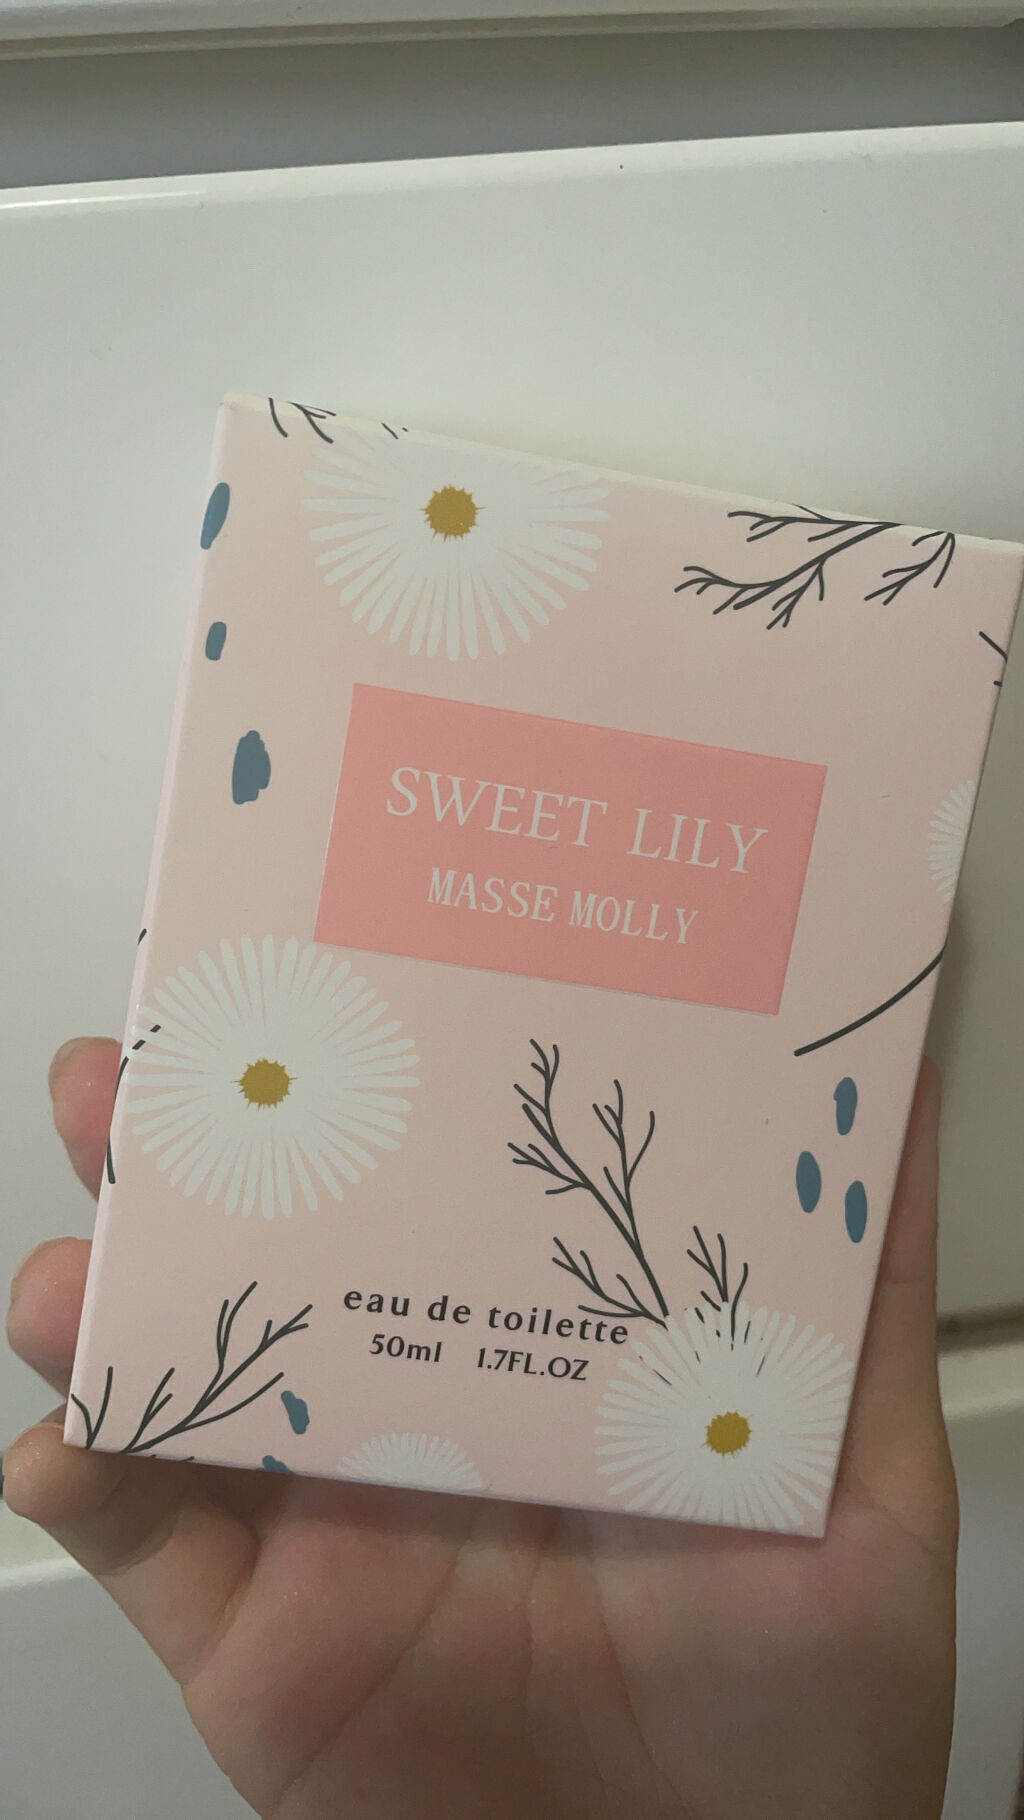 SWEET LILY
MASSE MOLLY
eau de toilette
50ml 1.7FL.OZ